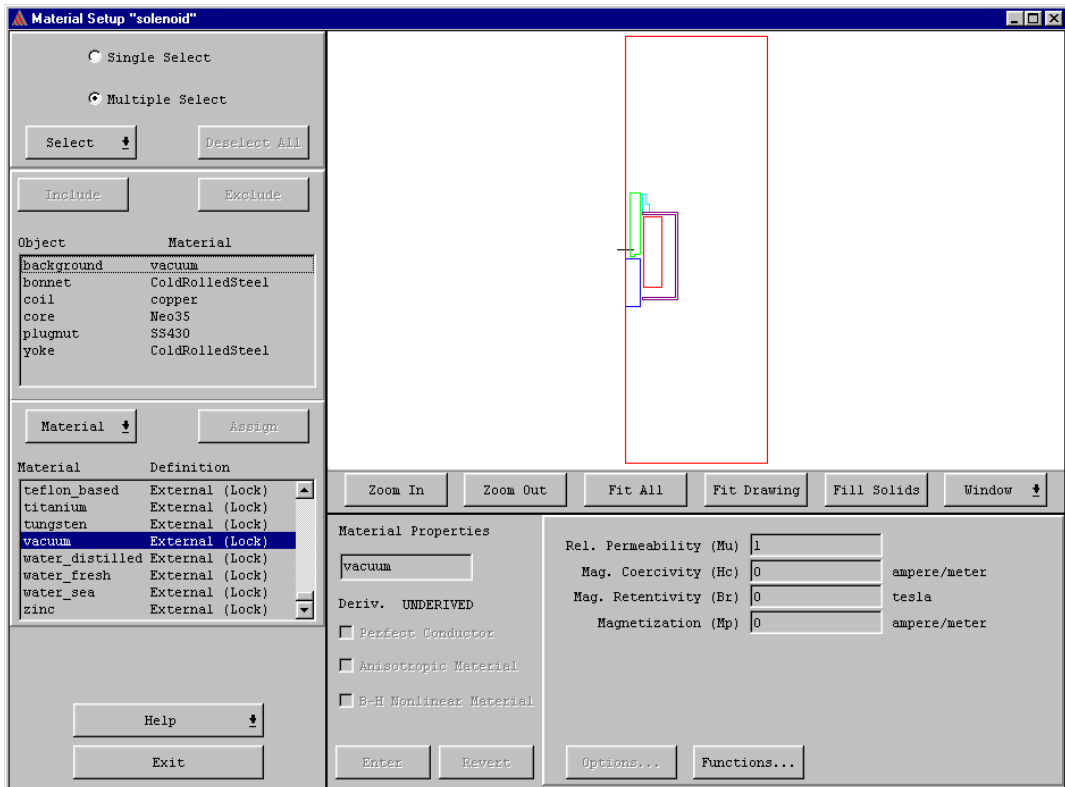 Material Setup "solenoid"
Single Select
Multiple Select
Select
Deselect All
Include
Exclude
Object Material
background vacuum
bonnet ColdRolledSteel
coil copper
core Neo35
plugnut SS430
yoke ColdRolledSteel
Material
Assign
Material Definition
teflon_based External (Lock)
titanium External (Lock)
tungsten External (Lock)
vacuum External (Lock)
water_distilled External (Lock)
water_fresh External (Lock)
water_sea External (Lock)
zinc External (Lock)
Help
Exit
Zoom In
Zoom Out
Fit All
Fit Drawing
Fill Solids
Window
Material Properties
vacuum
Deriv. UNDERIVED
Perfect Conductor
Anisotropic Material
B-H Nonlinear Material
Enter
Revert
Rel. Permeability (Mu) 1
Mag. Coercivity (Hc) 0 ampere/meter
Mag. Retentivity (Br) 0 tesla
Magnetization (Mp) 0 ampere/meter
Options...
Functions...